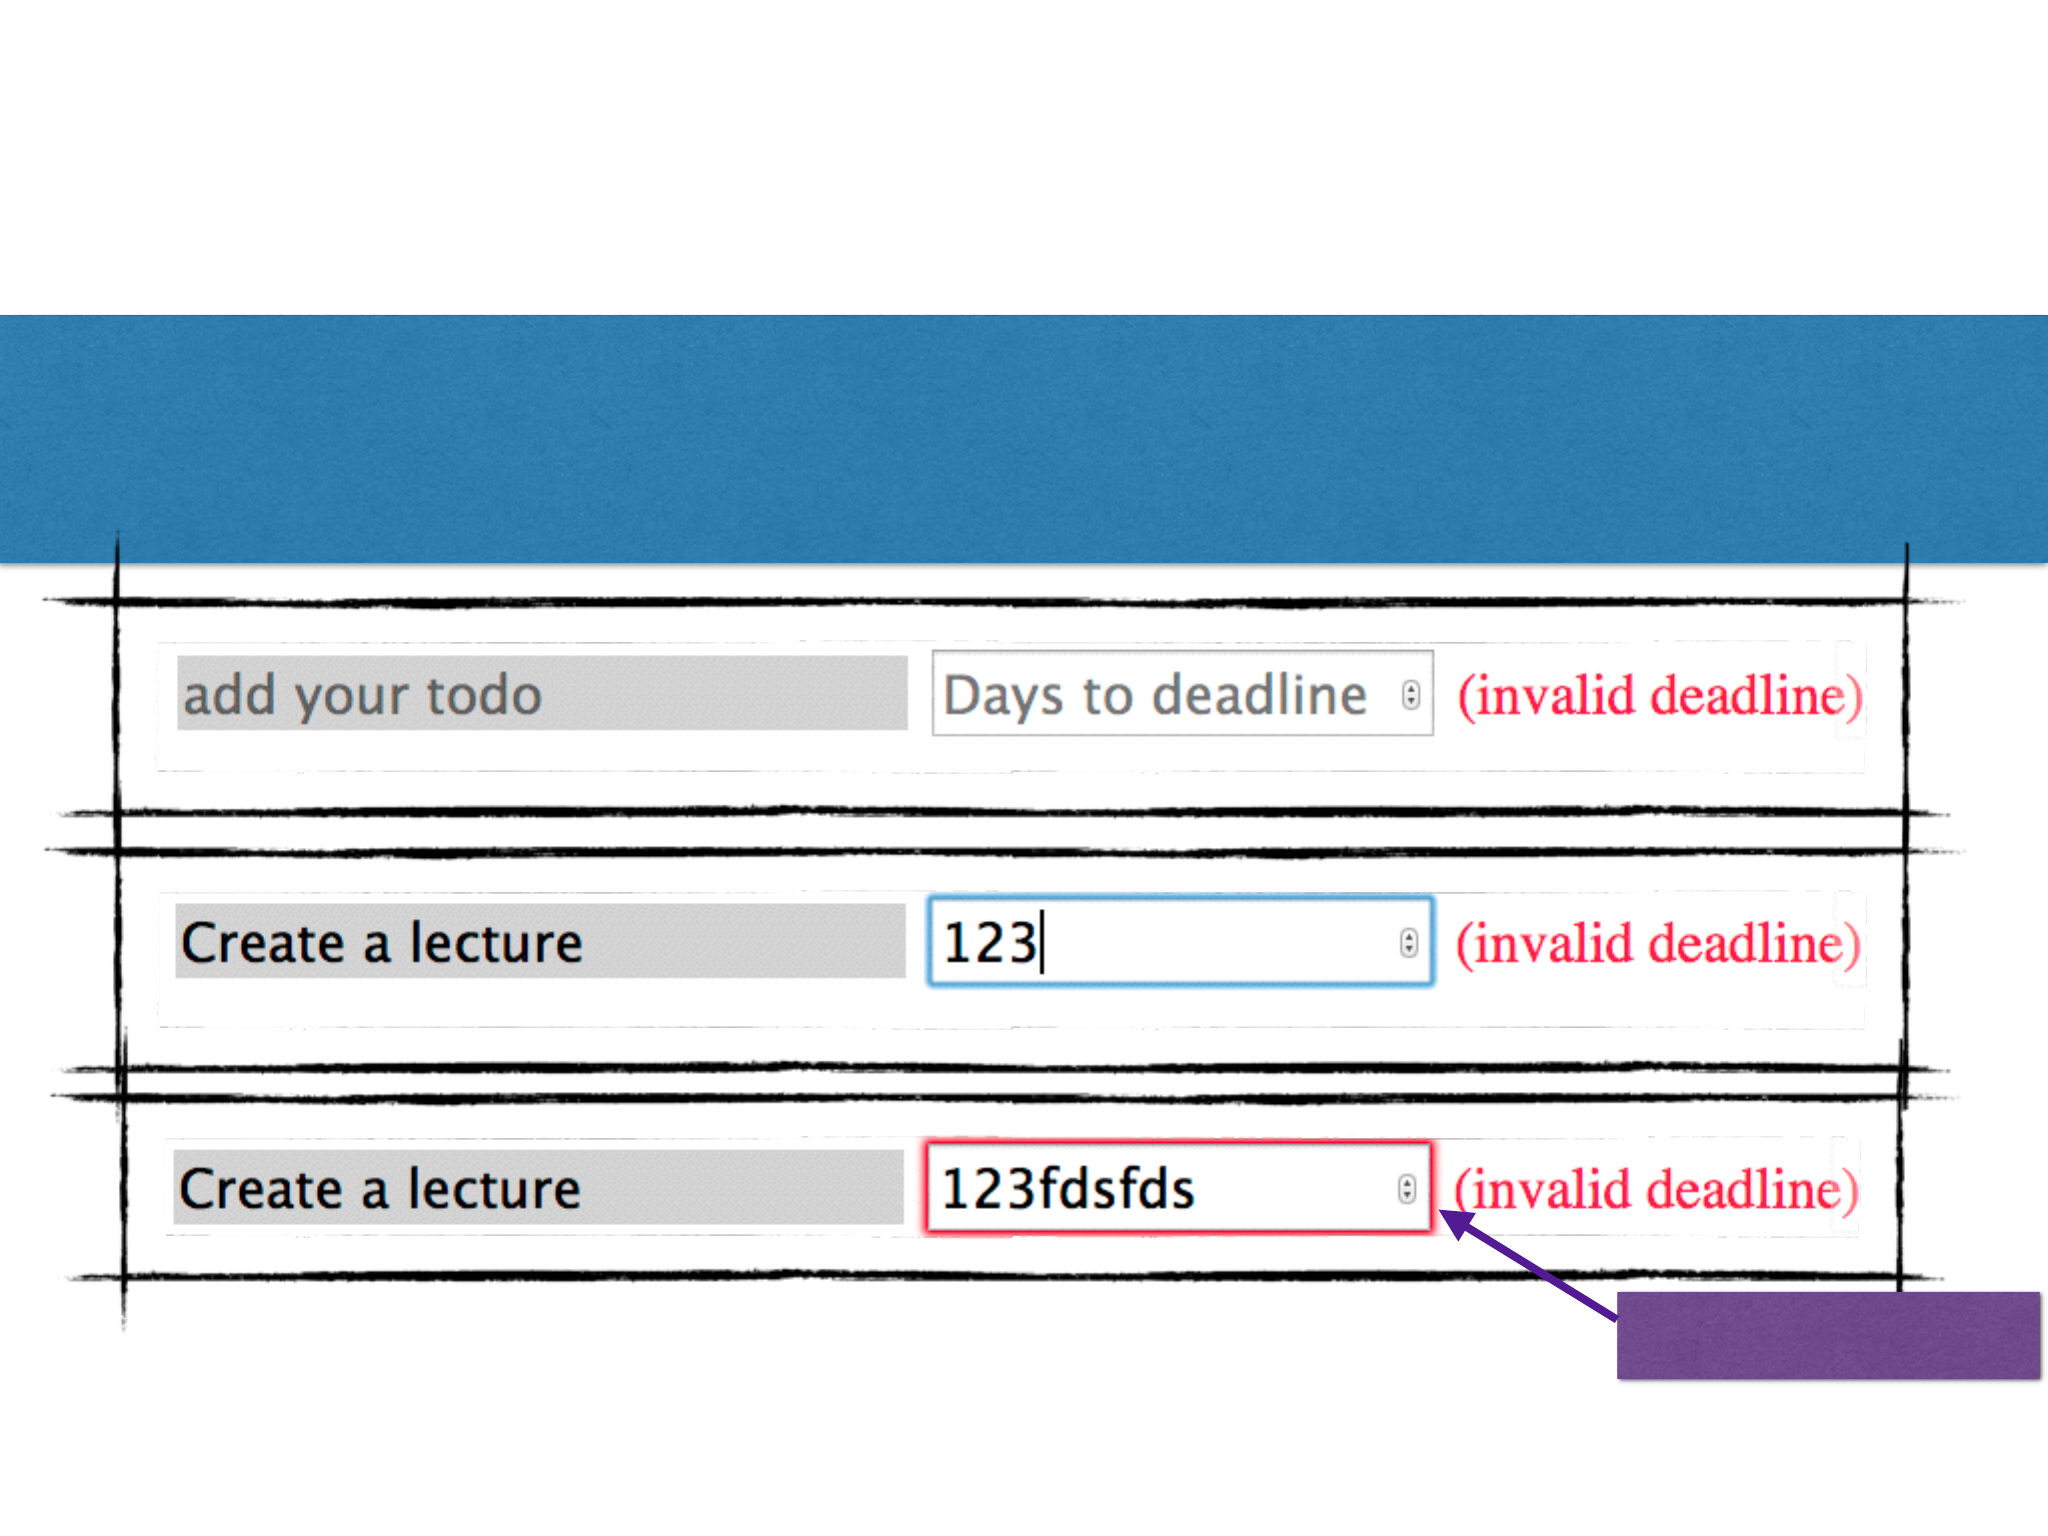 add your todo Days to deadline (invalid deadline)
Create a lecture 123 (invalid deadline)
Create a lecture 123fdsfds (invalid deadline)